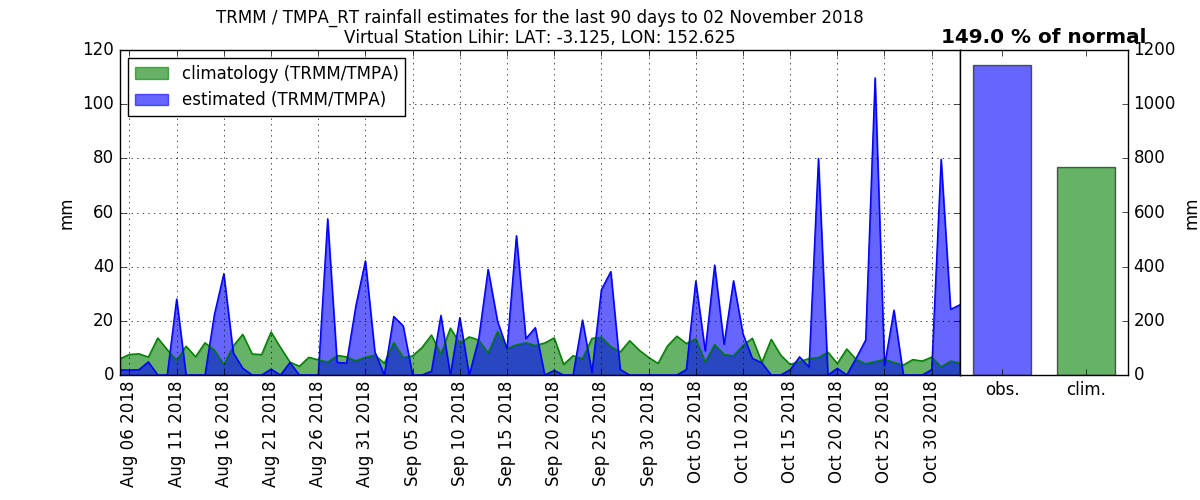 TRMM / TMPA_RT rainfall estimates for the last 90 days to 02 November 2018
Virtual Station Lihir: LAT: -3.125, LON: 152.625
149.0 % of normal
climatology (TRMM/TMPA)
estimated (TRMM/TMPA)
mm
120
100
80
60
40
20
0
1200
1000
800
600
400
200
0
mm
obs.
clim.
Aug 06 2018
Aug 11 2018
Aug 16 2018
Aug 21 2018
Aug 26 2018
Aug 31 2018
Sep 05 2018
Sep 10 2018
Sep 15 2018
Sep 20 2018
Sep 25 2018
Sep 30 2018
Oct 05 2018
Oct 10 2018
Oct 15 2018
Oct 20 2018
Oct 25 2018
Oct 30 2018